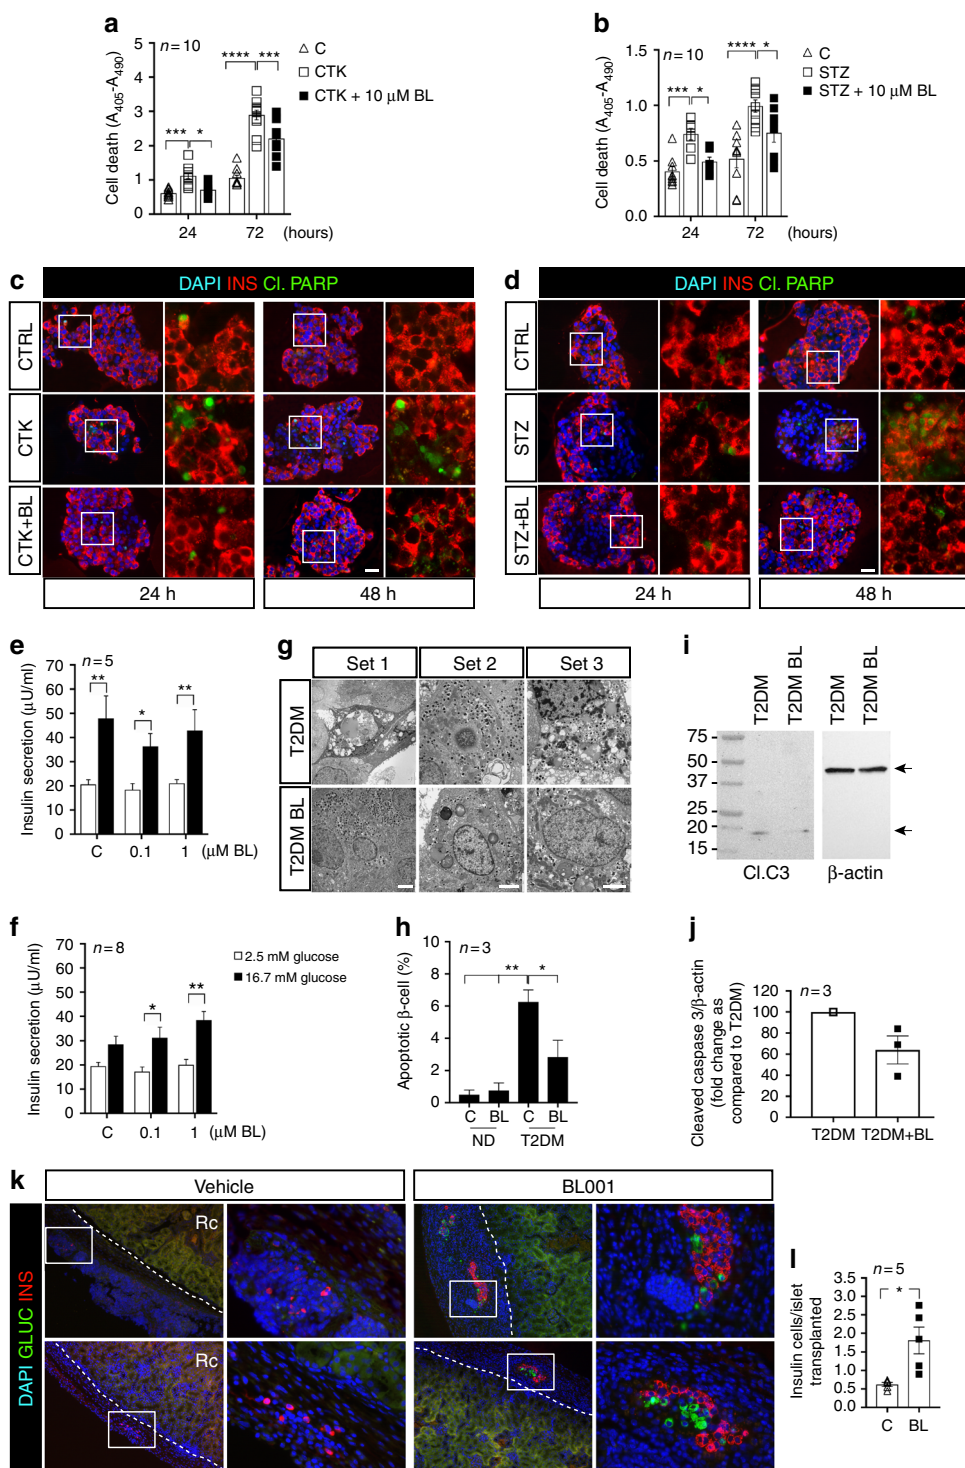 a
n = 10
C
CTK
CTK + 10 μM BL
Cell death (A405-A490)
5
4
3
2
1
0
*** * **** ***
24 72 (hours)
b
n = 10
C
STZ
STZ + 10 μM BL
Cell death (A405-A490)
1.5
1.0
0.5
0.0
*** * **** *
24 72 (hours)
c
DAPI INS Cl. PARP
CTRL
CTK
CTK+BL
24 h 48 h
d
DAPI INS Cl. PARP
CTRL
STZ
STZ+BL
24 h 48 h
e
n = 5
Insulin secretion (μU/ml)
70
60
50
40
30
20
10
0
** * **
C 0.1 1 (μM BL)
f
n = 8
2.5 mM glucose
16.7 mM glucose
Insulin secretion (μU/ml)
70
60
50
40
30
20
10
0
* **
C 0.1 1 (μM BL)
g
Set 1 Set 2 Set 3
T2DM
T2DM BL
h
n = 3
Apoptotic β-cell (%)
10
8
6
4
2
0
** *
C BL C BL
ND T2DM
i
T2DM T2DM BL T2DM T2DM BL
75
50
37
25
20
15
Cl.C3 β-actin
j
n = 3
Cleaved caspase 3/β-actin
(fold change as
compared to T2DM)
100
80
60
40
20
0
T2DM T2DM+BL
k
Vehicle BL001
DAPI GLUC INS
Rc
Rc
l
n = 5
Insulin cells/islet
transplanted
3.5
3.0
2.5
2.0
1.5
1.0
0.5
0.0
*
C BL